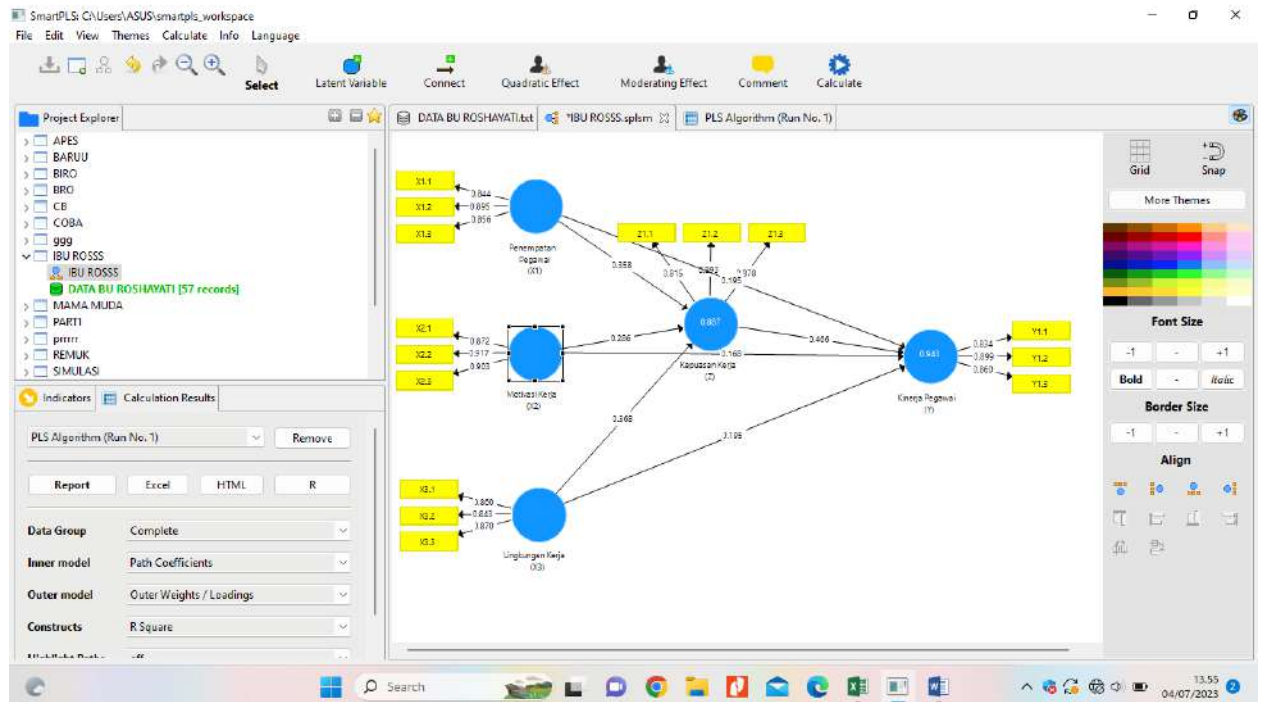 SmartPLS: C:\Users\ASUS\smartpls_workspace
File Edit View Themes Calculate Info Language
Select
Latent Variable
Connect
Quadratic Effect
Moderating Effect
Comment
Calculate
Project Explorer
APES
BARUU
BIRO
BRO
CB
COBA
ggg
IBU ROSSS
IBU ROSSS
DATA BU ROSHAYATI [57 records]
MAMA MUDA
PART1
prrrrr
REMUK
SIMULASI
Indicators
Calculation Results
PLS Algorithm (Run No. 1)
Remove
Report
Excel
HTML
R
Data Group
Complete
Inner model
Path Coefficients
Outer model
Outer Weights / Loadings
Constructs
R Square
off
DATA BU ROSHAYATI.txt
*IBU ROSSS.splsm
PLS Algorithm (Run No. 1)
X1.1
X1.2
X1.3
0.844
0.895
0.856
Penempatan
Pegawai
(X1)
Z1.1
Z1.2
Z1.3
0.815
0.358
0.195
X2.1
X2.2
X2.3
0.872
0.917
0.903
Motivasi Kerja
(X2)
0.286
Kepuasan Kerja
(Z)
0.466
0.168
0.943
Kinerja Pegawai
(Y)
0.834
0.899
0.860
Y1.1
Y1.2
Y1.3
0.368
0.195
X3.1
X3.2
X3.3
0.860
0.843
0.870
Lingkungan Kerja
(X3)
Grid
Snap
More Themes
Font Size
-1
-
+1
Bold
-
Italic
Border Size
-1
-
+1
Align
Search
13.55
04/07/2023
2